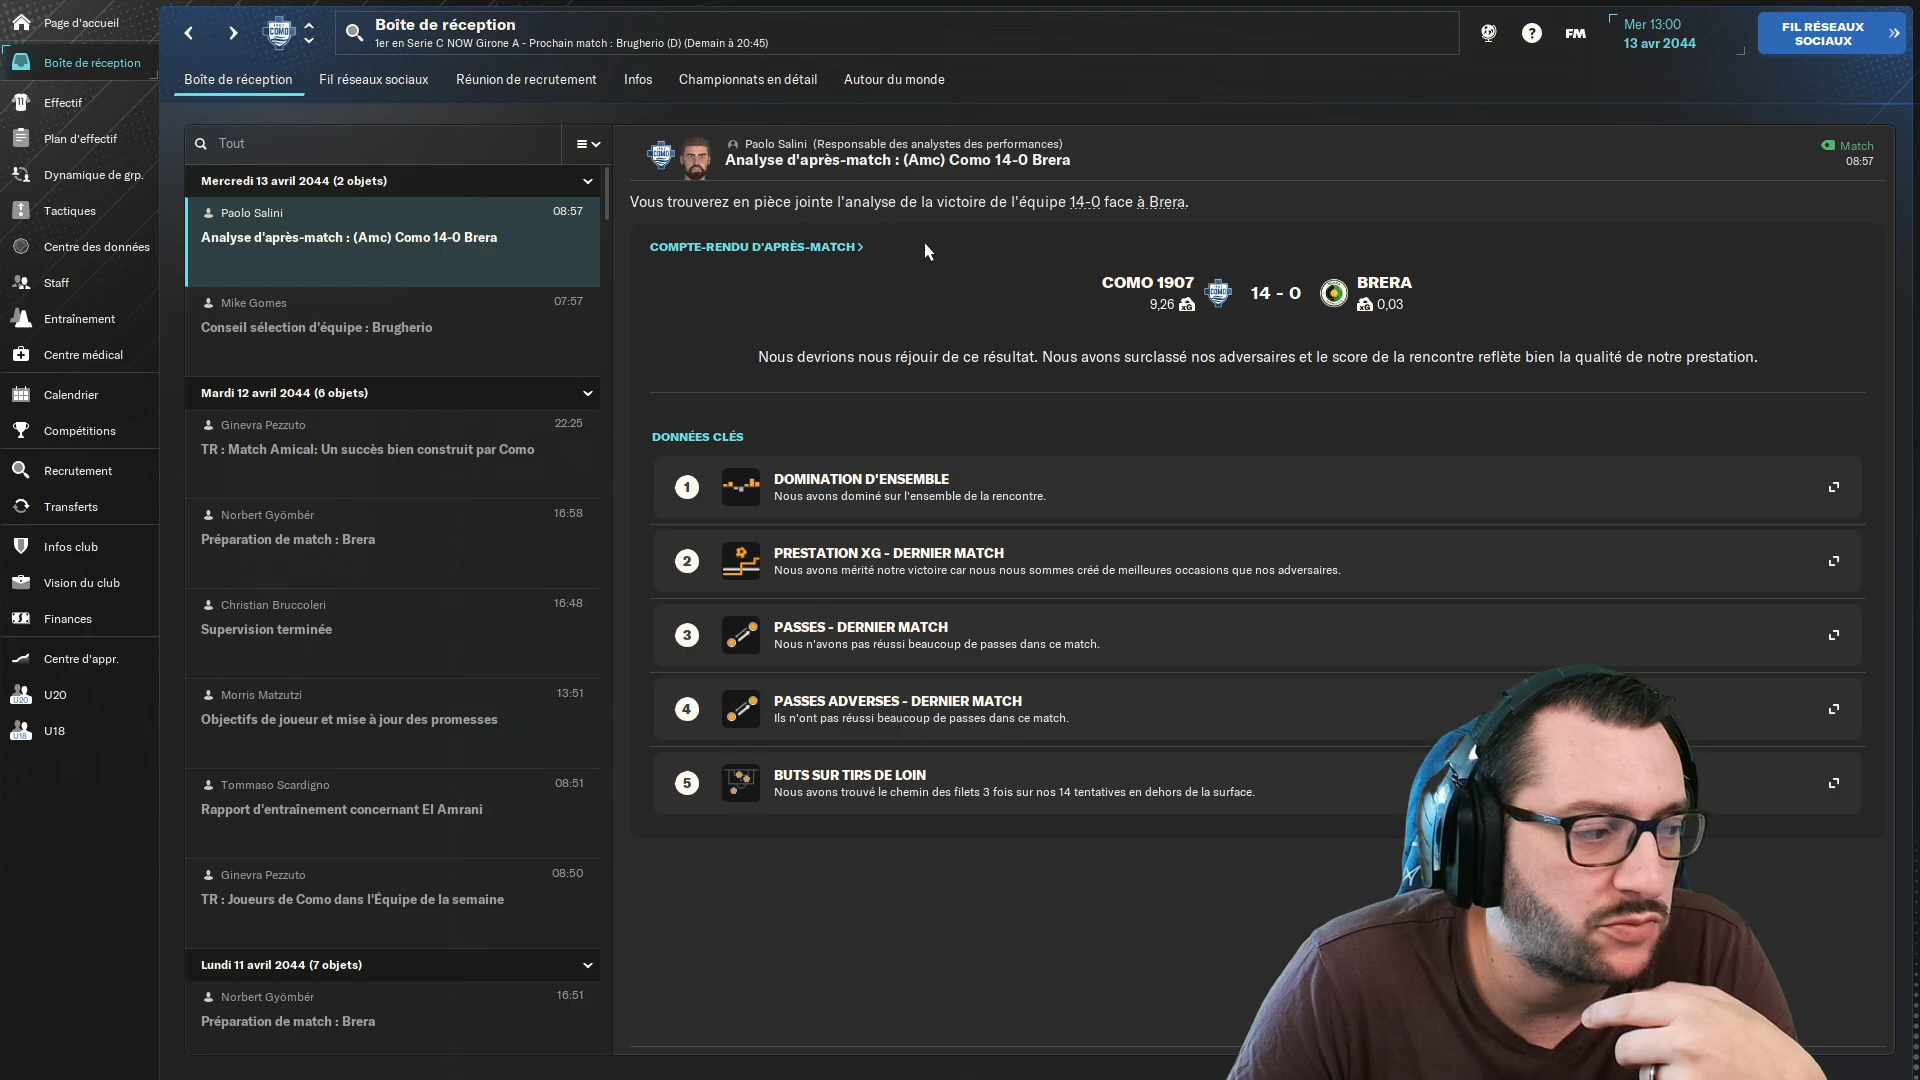 Page d'accueil
Boîte de réception
Effectif
Plan d'effectif
Dynamique de grp.
Tactiques
Centre des données
Staff
Entraînement
Centre médical
Calendrier
Compétitions
Recrutement
Transferts
Infos club
Vision du club
Finances
Centre d'appr.
U20
U18
Boîte de réception
1er en Serie C NOW Girone A - Prochain match : Brugherio (D) (Demain à 20:45)
FM
Mer 13:00
13 avr 2044
FIL RÉSEAUX
SOCIAUX
Boîte de réception
Fil réseaux sociaux
Réunion de recrutement
Infos
Championnats en détail
Autour du monde
Tout
Mercredi 13 avril 2044 (2 objets)
Paolo Salini 08:57
Analyse d'après-match : (Amc) Como 14-0 Brera
Mike Gomes 07:57
Conseil sélection d'équipe : Brugherio
Mardi 12 avril 2044 (6 objets)
Ginevra Pezzuto 22:25
TR : Match Amical: Un succès bien construit par Como
Norbert Gyömbér 16:58
Préparation de match : Brera
Christian Bruccoleri 16:48
Supervision terminée
Morris Matzutzi 13:51
Objectifs de joueur et mise à jour des promesses
Tommaso Scardigno 08:51
Rapport d'entraînement concernant El Amrani
Ginevra Pezzuto 08:50
TR : Joueurs de Como dans l'Équipe de la semaine
Lundi 11 avril 2044 (7 objets)
Norbert Gyömbér 16:51
Préparation de match : Brera
Paolo Salini (Responsable des analystes des performances)
Analyse d'après-match : (Amc) Como 14-0 Brera
Match
08:57
Vous trouverez en pièce jointe l'analyse de la victoire de l'équipe 14-0 face à Brera.
COMPTE-RENDU D'APRÈS-MATCH >
COMO 1907 14 - 0 BRERA
9,26 xG xG 0,03
Nous devrions nous réjouir de ce résultat. Nous avons surclassé nos adversaires et le score de la rencontre reflète bien la qualité de notre prestation.
DONNÉES CLÉS
1 DOMINATION D'ENSEMBLE
Nous avons dominé sur l'ensemble de la rencontre.
2 PRESTATION XG - DERNIER MATCH
Nous avons mérité notre victoire car nous nous sommes créé de meilleures occasions que nos adversaires.
3 PASSES - DERNIER MATCH
Nous n'avons pas réussi beaucoup de passes dans ce match.
4 PASSES ADVERSES - DERNIER MATCH
Ils n'ont pas réussi beaucoup de passes dans ce match.
5 BUTS SUR TIRS DE LOIN
Nous avons trouvé le chemin des filets 3 fois sur nos 14 tentatives en dehors de la surface.